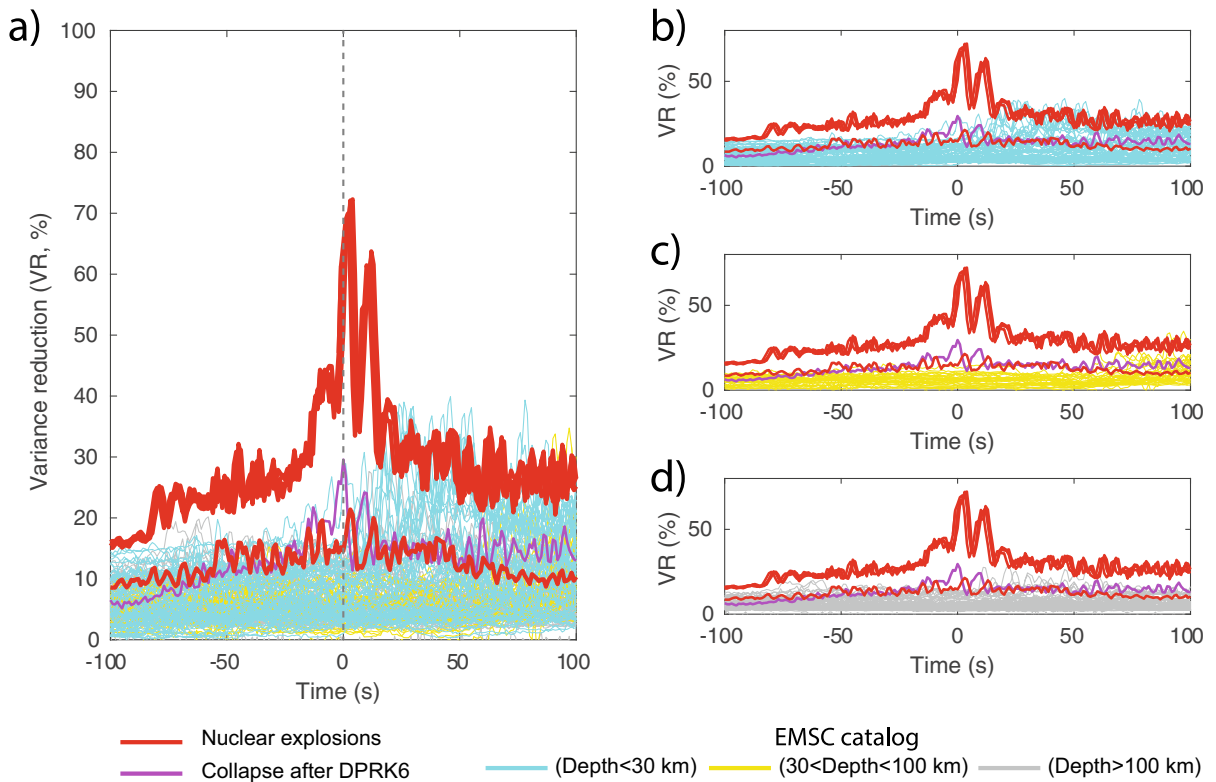 a)
100
90
80
70
60
50
40
30
20
10
0
Variance reduction (VR, %)
-100
-50
0
50
100
Time (s)
b)
VR (%)
50
0
-100
-50
0
50
100
Time (s)
c)
VR (%)
50
0
-100
-50
0
50
100
Time (s)
d)
VR (%)
50
0
-100
-50
0
50
100
Time (s)
Nuclear explosions
Collapse after DPRK6
EMSC catalog
(Depth<30 km)
(30<Depth<100 km)
(Depth>100 km)